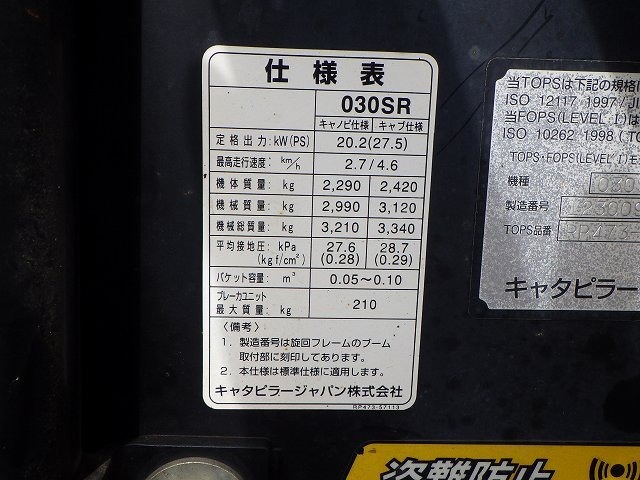 仕様表
030SR
キャノピ仕様 キャブ仕様
定格出力:kW(PS) 20.2(27.5)
最高走行速度: km/h 2.7/4.6
機体質量: kg 2,290 2,420
機械質量: kg 2,990 3,120
機械総質量: kg 3,210 3,340
平均接地圧: kPa 27.6 28.7
(kgf/cm²) (0.28) (0.29)
バケット容量: m³ 0.05～0.10
ブレーカユニット
最大質量: kg 210
〈備考〉
1. 製造番号は旋回フレームのブーム
取付部に刻印してあります。
2. 本仕様は標準仕様に適用します。
キャタピラージャパン株式会社
RP473-57113
当TOPSは下記の規格に
ISO 12117 1997/JI
当FOPS(LEVEL I)は
ISO 10262 1998(T
TOPS・FOPS(LEVEL I)モ
機種 030
製造番号
TOPS品番 RP473
キャタピラー
盗難防止